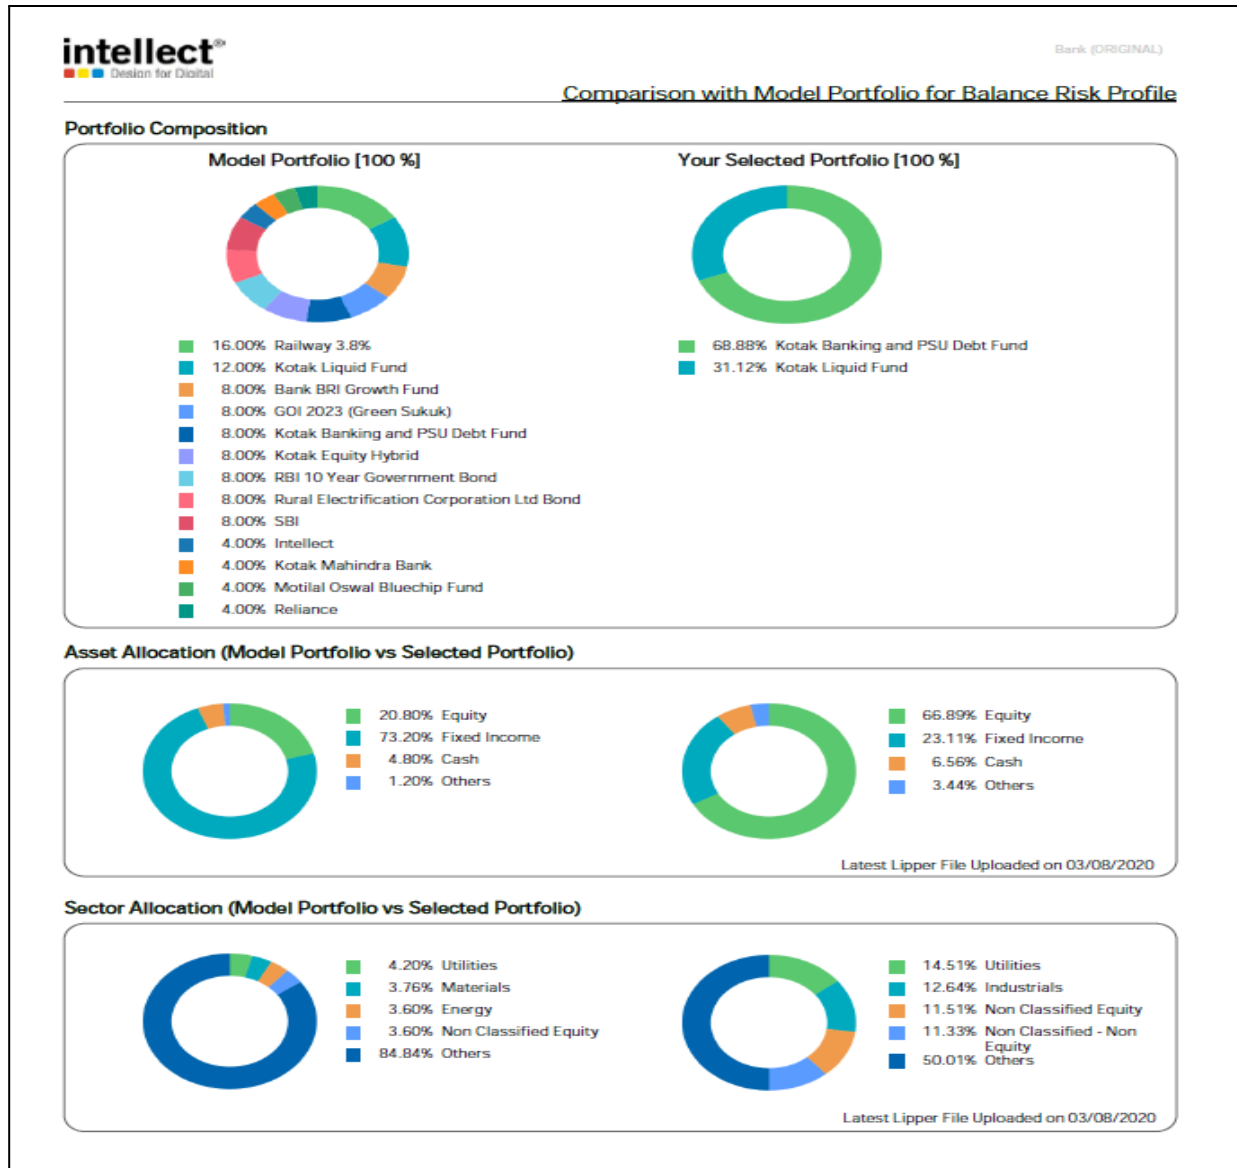 intellect®
Design for Digital
Bank (ORIGINAL)
Comparison with Model Portfolio for Balance Risk Profile
Portfolio Composition
Model Portfolio [100 %]
16.00% Railway 3.8%
12.00% Kotak Liquid Fund
8.00% Bank BRI Growth Fund
8.00% GOI 2023 (Green Sukuk)
8.00% Kotak Banking and PSU Debt Fund
8.00% Kotak Equity Hybrid
8.00% RBI 10 Year Government Bond
8.00% Rural Electrification Corporation Ltd Bond
8.00% SBI
4.00% Intellect
4.00% Kotak Mahindra Bank
4.00% Motilal Oswal Bluechip Fund
4.00% Reliance
Your Selected Portfolio [100 %]
68.88% Kotak Banking and PSU Debt Fund
31.12% Kotak Liquid Fund
Asset Allocation (Model Portfolio vs Selected Portfolio)
20.80% Equity
73.20% Fixed Income
4.80% Cash
1.20% Others
66.89% Equity
23.11% Fixed Income
6.56% Cash
3.44% Others
Latest Lipper File Uploaded on 03/08/2020
Sector Allocation (Model Portfolio vs Selected Portfolio)
4.20% Utilities
3.76% Materials
3.60% Energy
3.60% Non Classified Equity
84.84% Others
14.51% Utilities
12.64% Industrials
11.51% Non Classified Equity
11.33% Non Classified - Non
Equity
50.01% Others
Latest Lipper File Uploaded on 03/08/2020